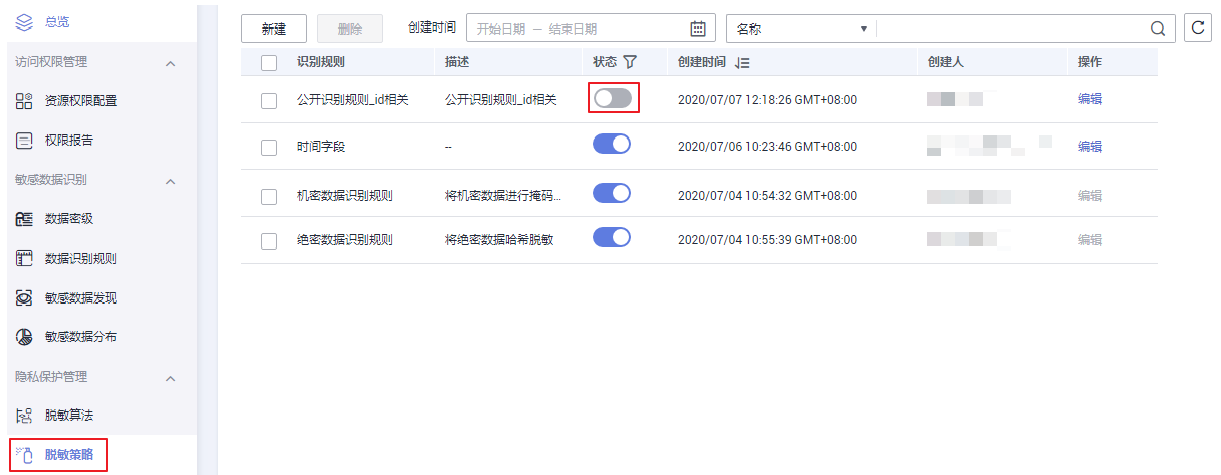 总览
访问权限管理
资源权限配置
权限报告
敏感数据识别
数据密级
数据识别规则
敏感数据发现
敏感数据分布
隐私保护管理
脱敏算法
脱敏策略
新建 删除 创建时间 开始日期 — 结束日期 名称
识别规则 描述 状态 创建时间 创建人 操作
公开识别规则_id相关 公开识别规则_id相关 2020/07/07 12:18:26 GMT+08:00 编辑
时间字段 -- 2020/07/06 10:23:46 GMT+08:00 编辑
机密数据识别规则 将机密数据进行掩码... 2020/07/04 10:54:32 GMT+08:00 编辑
绝密数据识别规则 将绝密数据哈希脱敏 2020/07/04 10:55:39 GMT+08:00 编辑